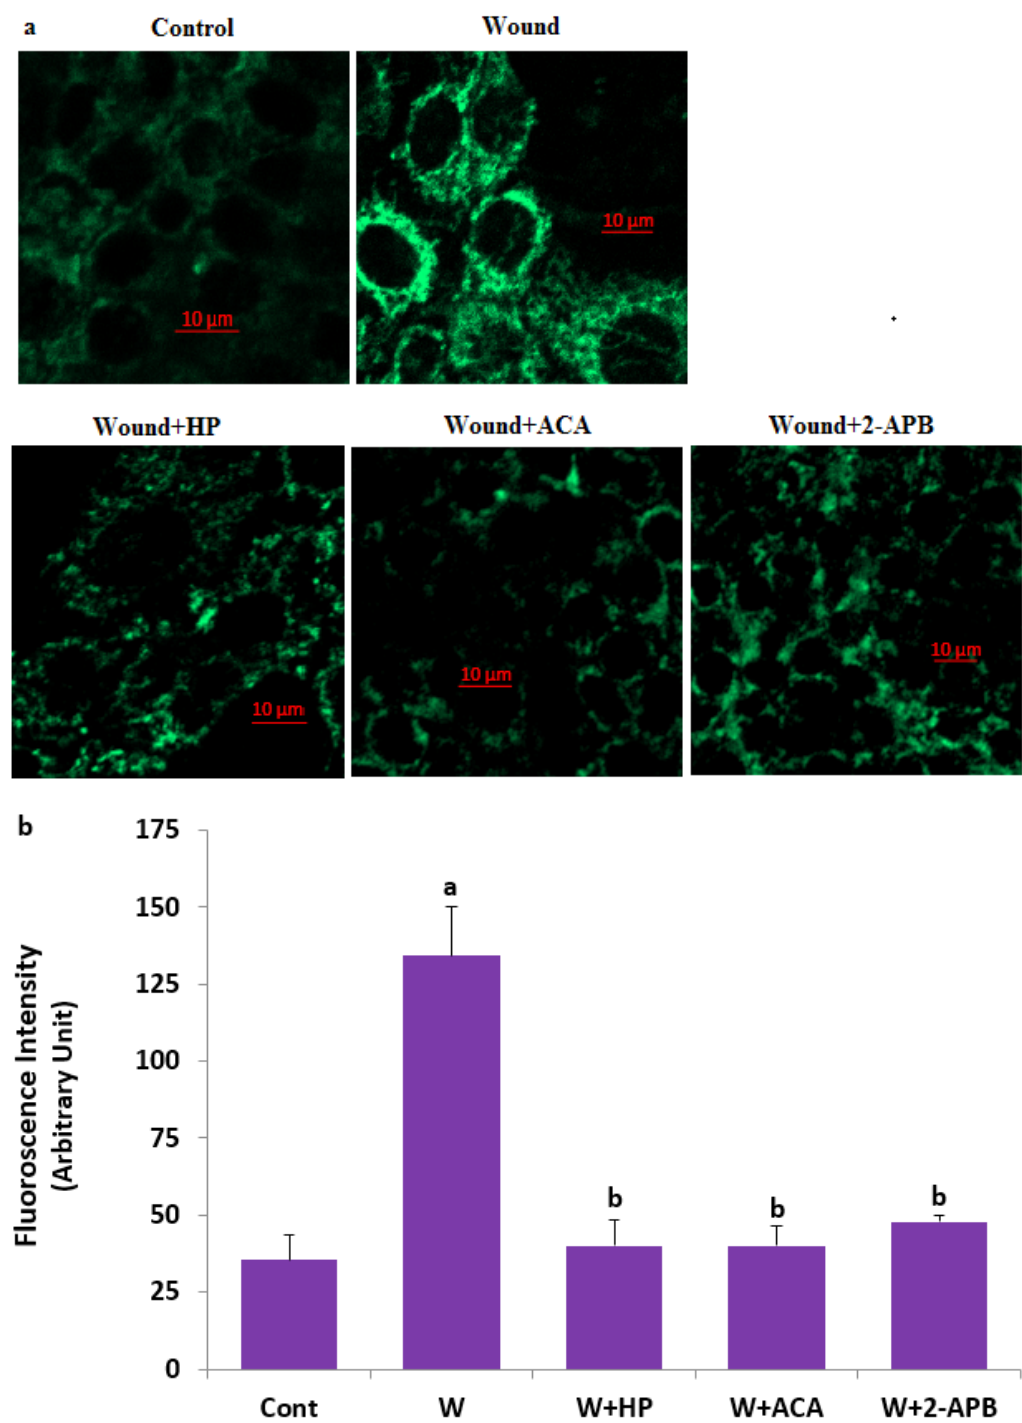 a
Control
Wound
10 µm
10 µm
Wound+HP
Wound+ACA
Wound+2-APB
10 µm
10 µm
10 µm
b
Fluoroscence Intensity
(Arbitrary Unit)
175
150
125
100
75
50
25
0
a
b
b
b
Cont
W
W+HP
W+ACA
W+2-APB